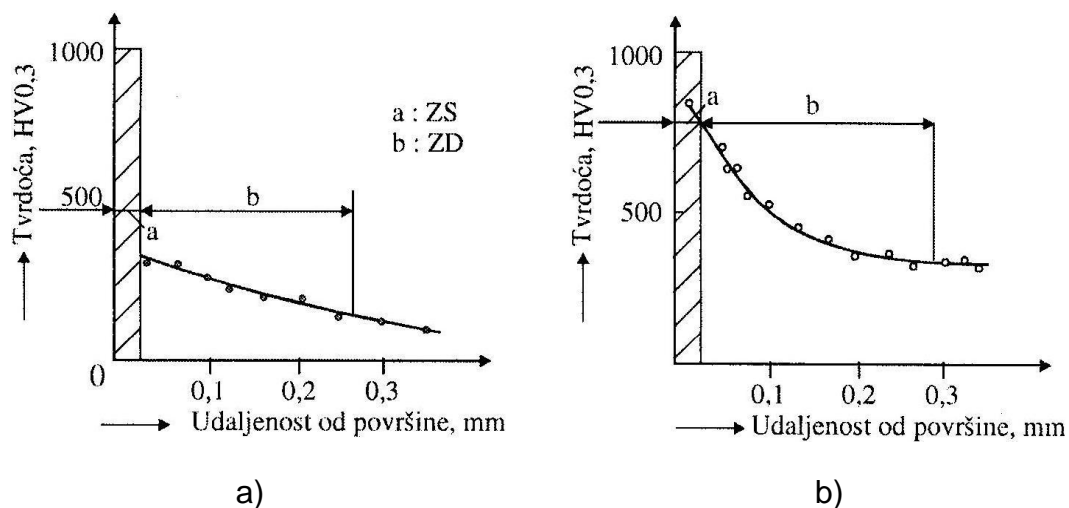 1000
Tvrdoća, HV0,3
500
0
a : ZS
b : ZD
b
a
0,1
0,2
0,3
Udaljenost od površine, mm
a)
1000
Tvrdoća, HV0,3
500
a
b
0,1
0,2
0,3
Udaljenost od površine, mm
b)